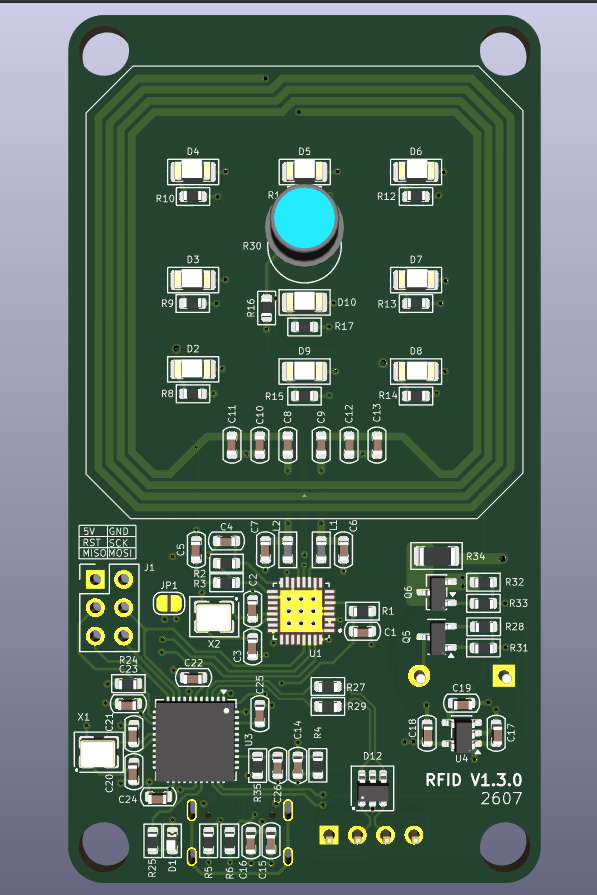 D4
D5
D6
R10
R1
R12
R30
D3
D7
R9
R16
D10
R13
R17
D2
D9
D8
R8
R15
R14
C11
C10
C8
C9
C12
C13
5V GND
RST SCK
MISO MOSI
C5
C4
C7
L2
L1
C6
R34
J1
R2
R3
JP1
C2
X2
C3
U1
R1
C1
Q6
R32
R33
Q5
R28
R31
R24
C23
C22
C21
X1
C20
C24
C25
U3
R27
R29
R35
C26
C14
R4
D12
C19
C18
C17
U4
RFID V1.3.0
2607
R25
D1
R5
R6
C16
C15